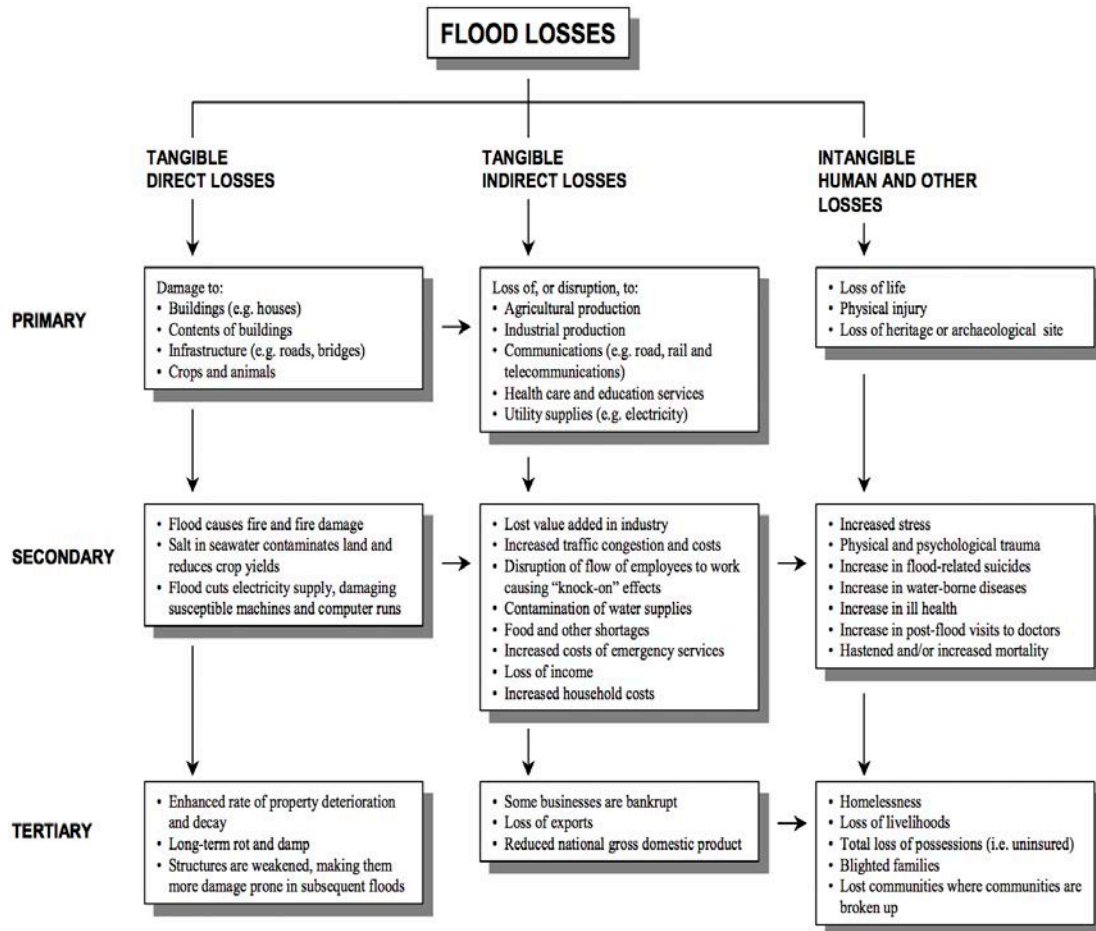 FLOOD LOSSES
TANGIBLE
DIRECT LOSSES
TANGIBLE
INDIRECT LOSSES
INTANGIBLE
HUMAN AND OTHER
LOSSES
PRIMARY
Damage to:
• Buildings (e.g. houses)
• Contents of buildings
• Infrastructure (e.g. roads, bridges)
• Crops and animals
Loss of, or disruption, to:
• Agricultural production
• Industrial production
• Communications (e.g. road, rail and
telecommunications)
• Health care and education services
• Utility supplies (e.g. electricity)
• Loss of life
• Physical injury
• Loss of heritage or archaeological site
SECONDARY
• Flood causes fire and fire damage
• Salt in seawater contaminates land and
reduces crop yields
• Flood cuts electricity supply, damaging
susceptible machines and computer runs
• Lost value added in industry
• Increased traffic congestion and costs
• Disruption of flow of employees to work
causing “knock-on” effects
• Contamination of water supplies
• Food and other shortages
• Increased costs of emergency services
• Loss of income
• Increased household costs
• Increased stress
• Physical and psychological trauma
• Increase in flood-related suicides
• Increase in water-borne diseases
• Increase in ill health
• Increase in post-flood visits to doctors
• Hastened and/or increased mortality
TERTIARY
• Enhanced rate of property deterioration
and decay
• Long-term rot and damp
• Structures are weakened, making them
more damage prone in subsequent floods
• Some businesses are bankrupt
• Loss of exports
• Reduced national gross domestic product
• Homelessness
• Loss of livelihoods
• Total loss of possessions (i.e. uninsured)
• Blighted families
• Lost communities where communities are
broken up